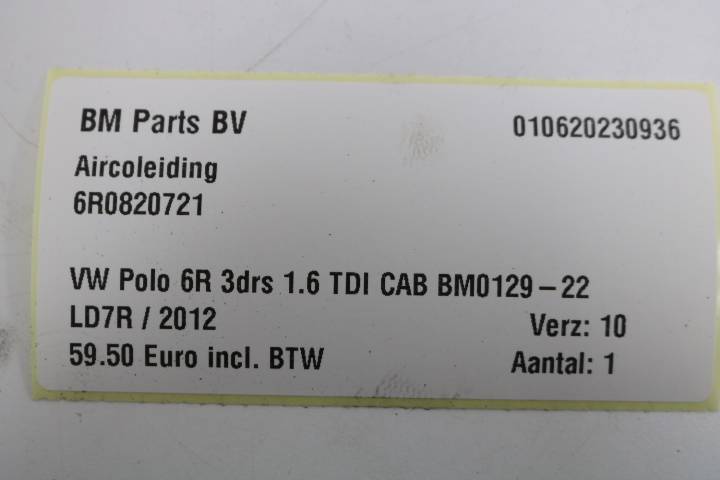 BM Parts BV 010620230936
Aircoleiding
6R0820721
VW Polo 6R 3drs 1.6 TDI CAB BM0129-22
LD7R / 2012 Verz: 10
59.50 Euro incl. BTW Aantal: 1